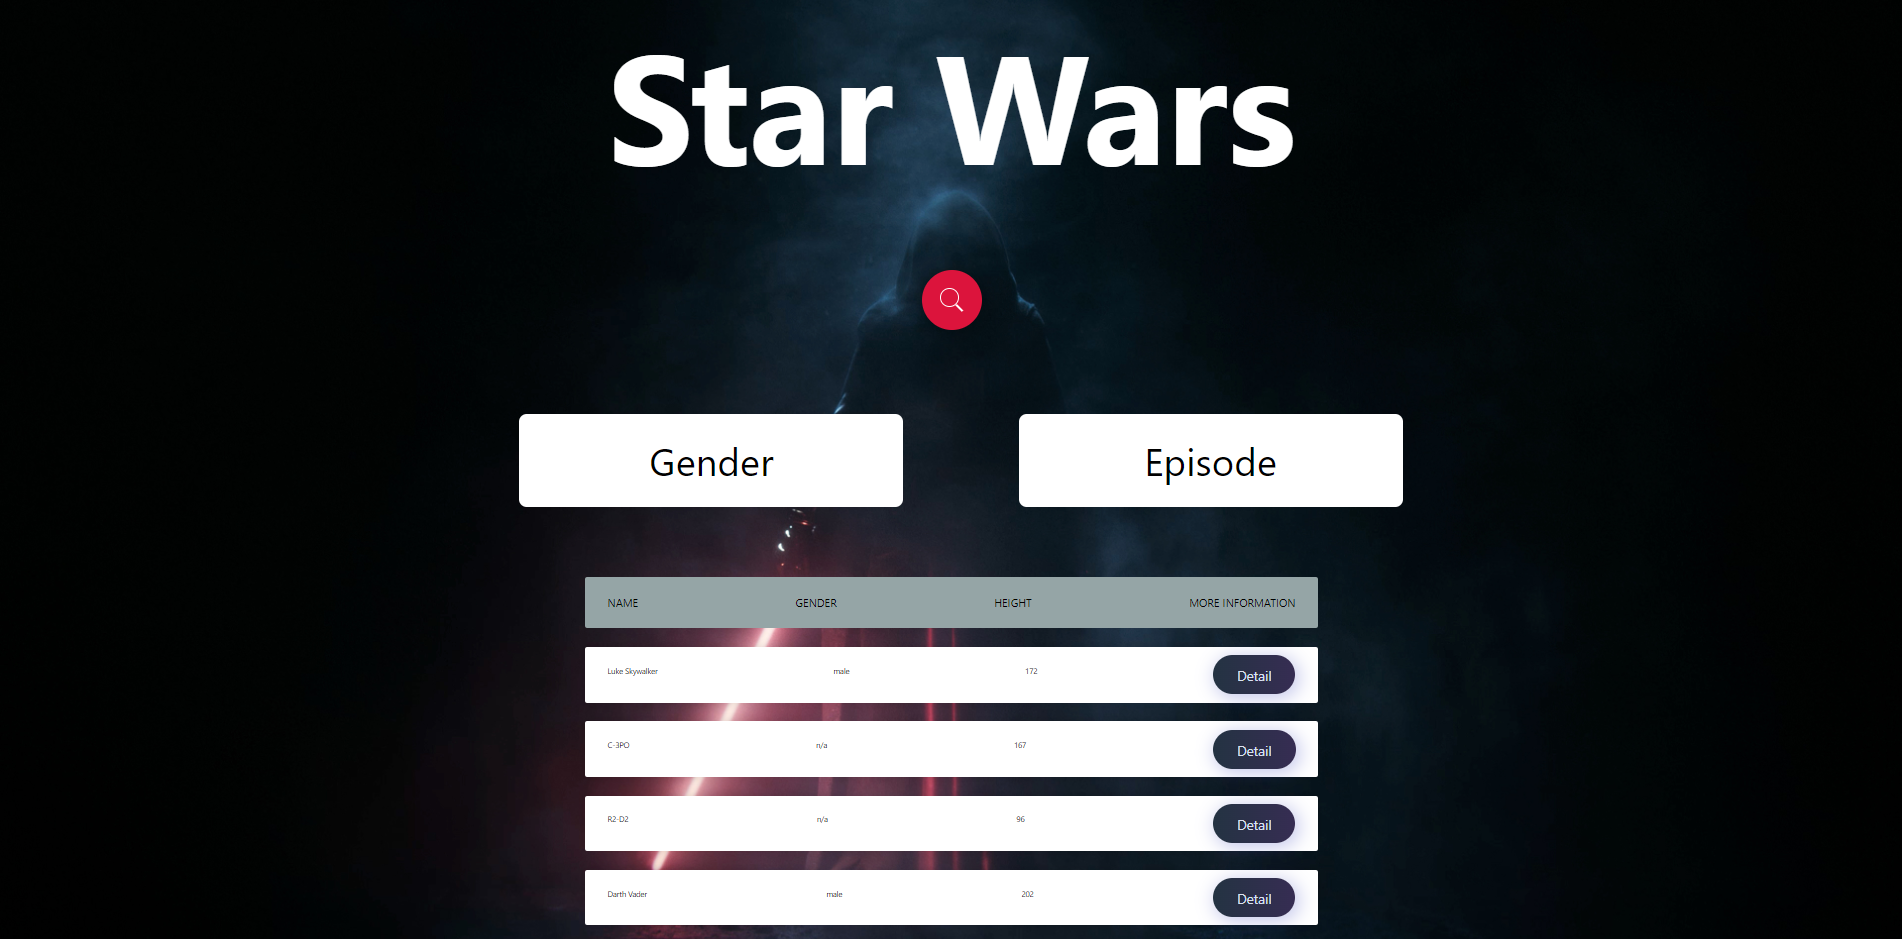 Star Wars
Gender Episode
NAME GENDER HEIGHT MORE INFORMATION
Luke Skywalker male 172 Detail
C-3PO n/a 167 Detail
R2-D2 n/a 96 Detail
Darth Vader male 202 Detail